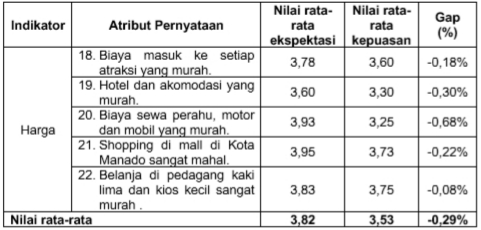 Indikator Atribut Pernyataan Nilai rata-rata ekspektasi Nilai rata-rata kepuasan Gap (%)
Harga
18. Biaya masuk ke setiap
atraksi yang murah. 3,78 3,60 -0,18%
19. Hotel dan akomodasi yang
murah. 3,60 3,30 -0,30%
20. Biaya sewa perahu, motor
dan mobil yang murah. 3,93 3,25 -0,68%
21. Shopping di mall di Kota
Manado sangat mahal. 3,95 3,73 -0,22%
22. Belanja di pedagang kaki
lima dan kios kecil sangat
murah . 3,83 3,75 -0,08%
Nilai rata-rata 3,82 3,53 -0,29%